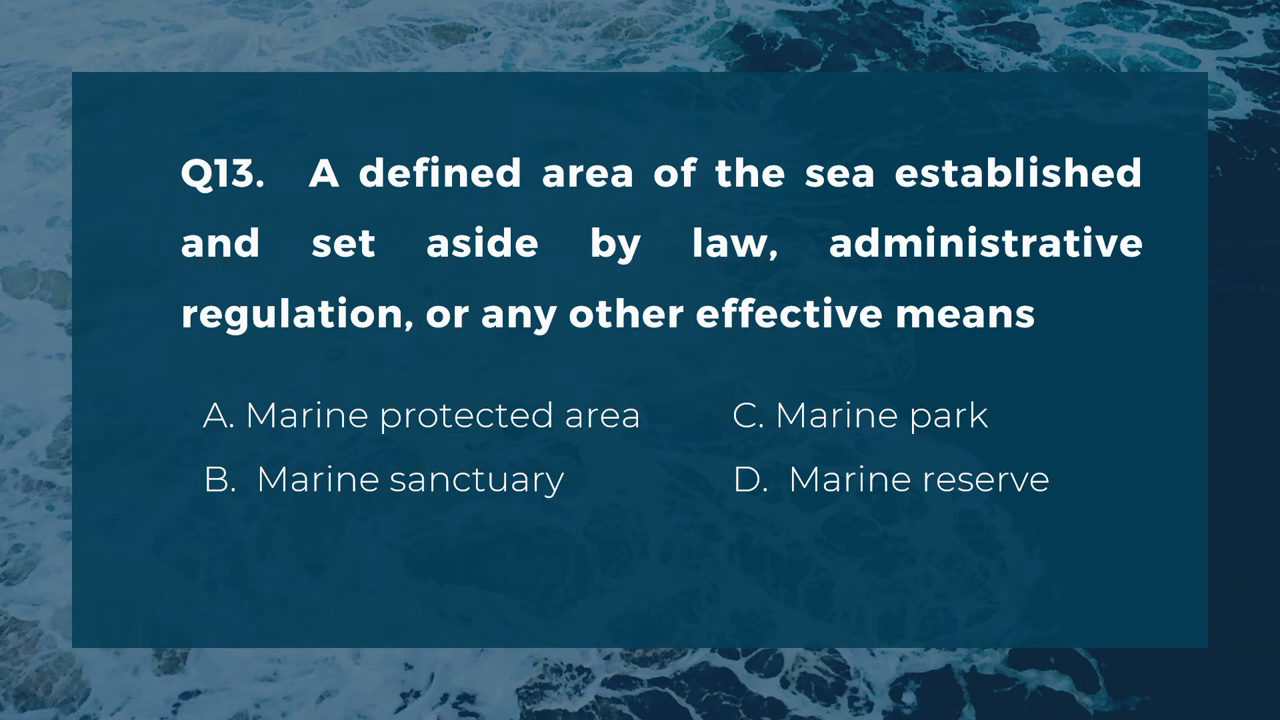 Q13. A defined area of the sea established
and set aside by law, administrative
regulation, or any other effective means
A. Marine protected area
B. Marine sanctuary
C. Marine park
D. Marine reserve